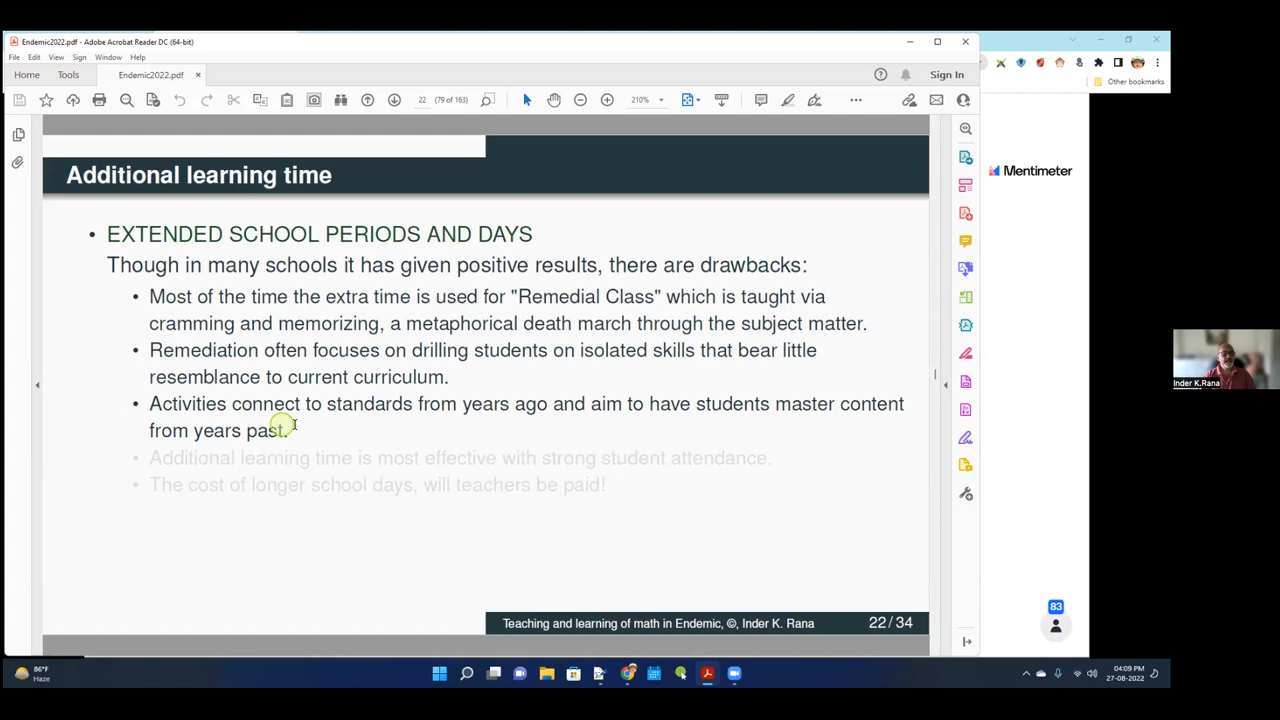 Endemic2022.pdf - Adobe Acrobat Reader DC (64-bit)
File Edit View Sign Window Help
Home Tools Endemic2022.pdf × Sign In
22 (79 of 163) 210%
Other bookmarks
Mentimeter
Additional learning time
• EXTENDED SCHOOL PERIODS AND DAYS
Though in many schools it has given positive results, there are drawbacks:
• Most of the time the extra time is used for "Remedial Class" which is taught via
cramming and memorizing, a metaphorical death march through the subject matter.
• Remediation often focuses on drilling students on isolated skills that bear little
resemblance to current curriculum.
• Activities connect to standards from years ago and aim to have students master content
from years past.
• Additional learning time is most effective with strong student attendance.
• The cost of longer school days, will teachers be paid!
Teaching and learning of math in Endemic, ©, Inder K. Rana 22/34
Inder K.Rana
83
86°F
Haze
04:09 PM
27-08-2022